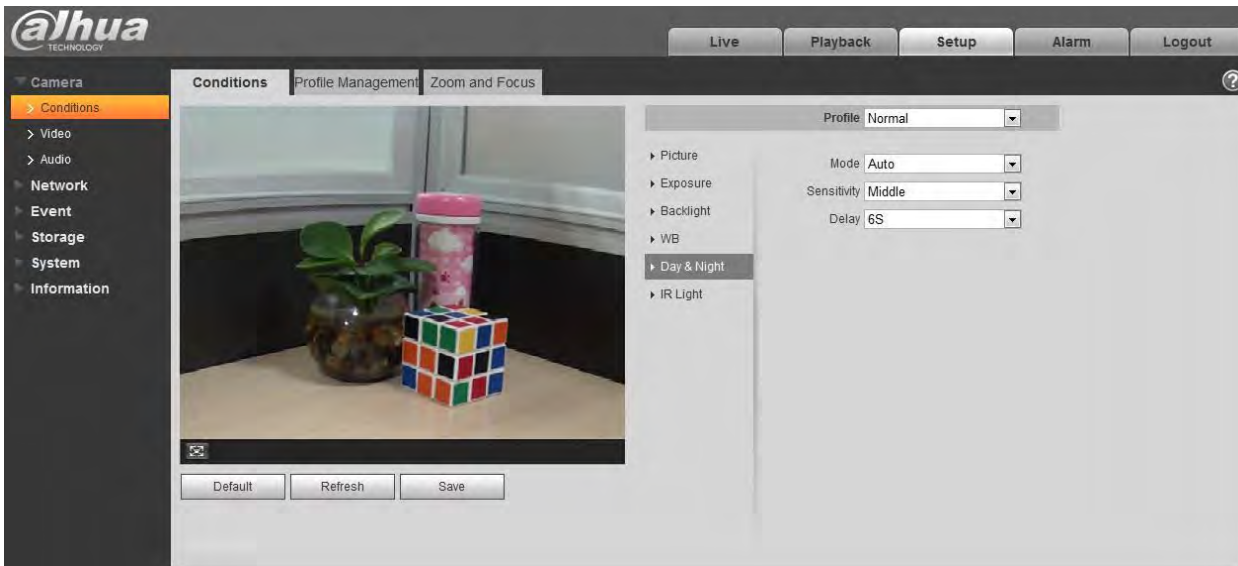 alhua
TECHNOLOGY
Live Playback Setup Alarm Logout
Camera
Conditions
Video
Audio
Network
Event
Storage
System
Information
Conditions Profile Management Zoom and Focus
?
Profile Normal
Picture
Exposure
Backlight
WB
Day & Night
IR Light
Mode Auto
Sensitivity Middle
Delay 6S
Default Refresh Save